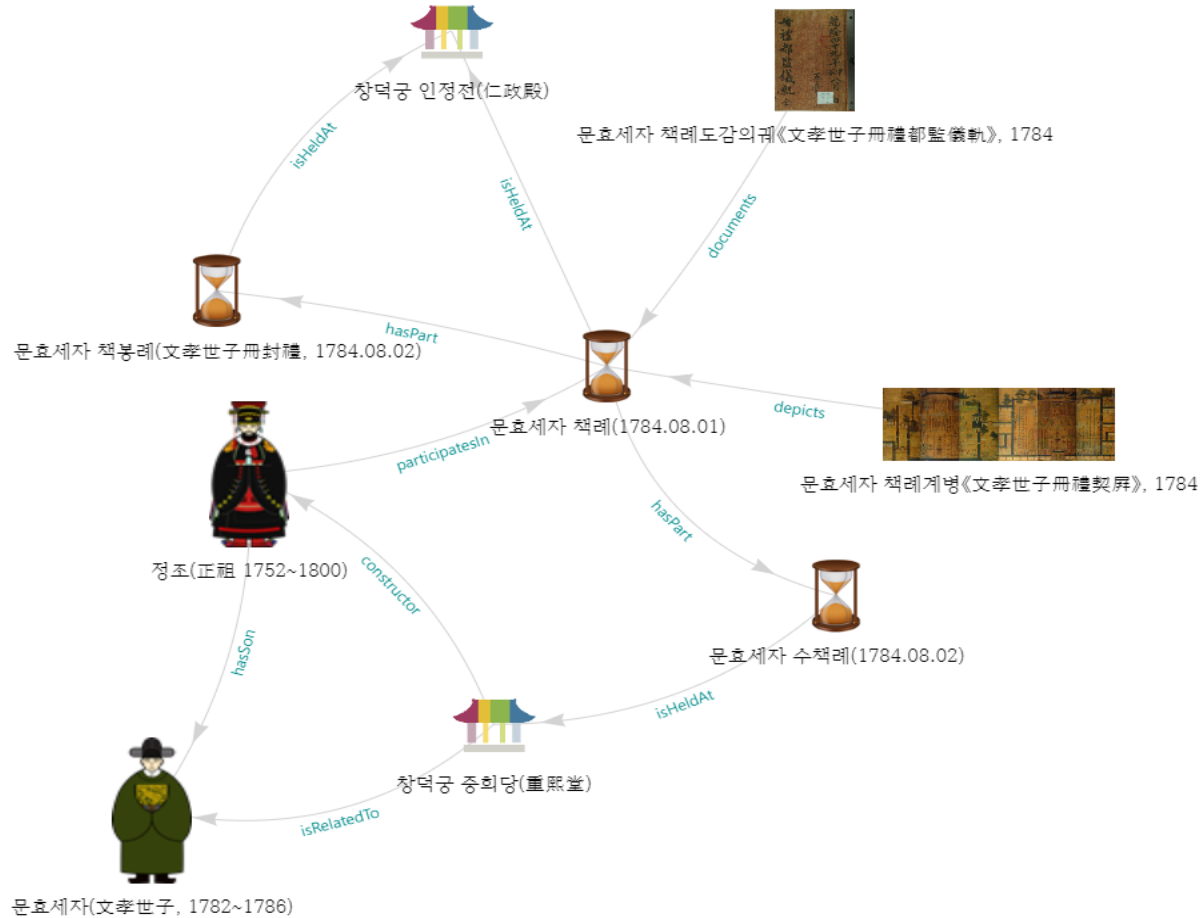 창덕궁 인정전(仁政殿)
문효세자 책례도감의궤《文孝世子冊禮都監儀軌》, 1784
isHeldAt
isHeldAt
documents
hasPart
문효세자 책봉례(文孝世子冊封禮, 1784.08.02)
depicts
문효세자 책례(1784.08.01)
participatesIn
문효세자 책례계병《文孝世子冊禮契屛》, 1784
hasPart
정조(正祖 1752~1800)
constructor
hasSon
문효세자 수책례(1784.08.02)
isHeldAt
창덕궁 중희당(重熙堂)
isRelatedTo
문효세자(文孝世子, 1782~1786)